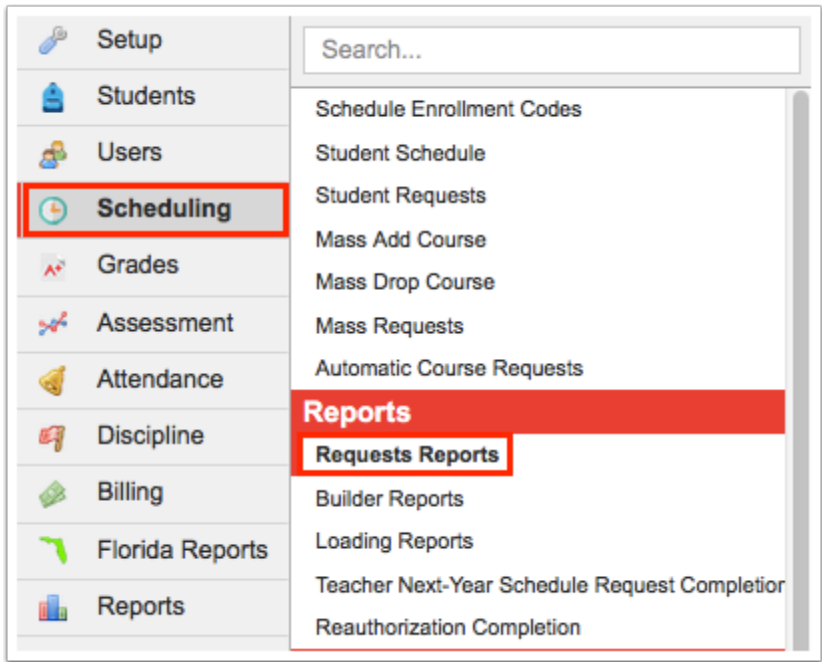 Setup
Students
Users
Scheduling
Grades
A+
Assessment
Attendance
Discipline
Billing
Florida Reports
Reports
Search...
Schedule Enrollment Codes
Student Schedule
Student Requests
Mass Add Course
Mass Drop Course
Mass Requests
Automatic Course Requests
Reports
Requests Reports
Builder Reports
Loading Reports
Teacher Next-Year Schedule Request Completion
Reauthorization Completion